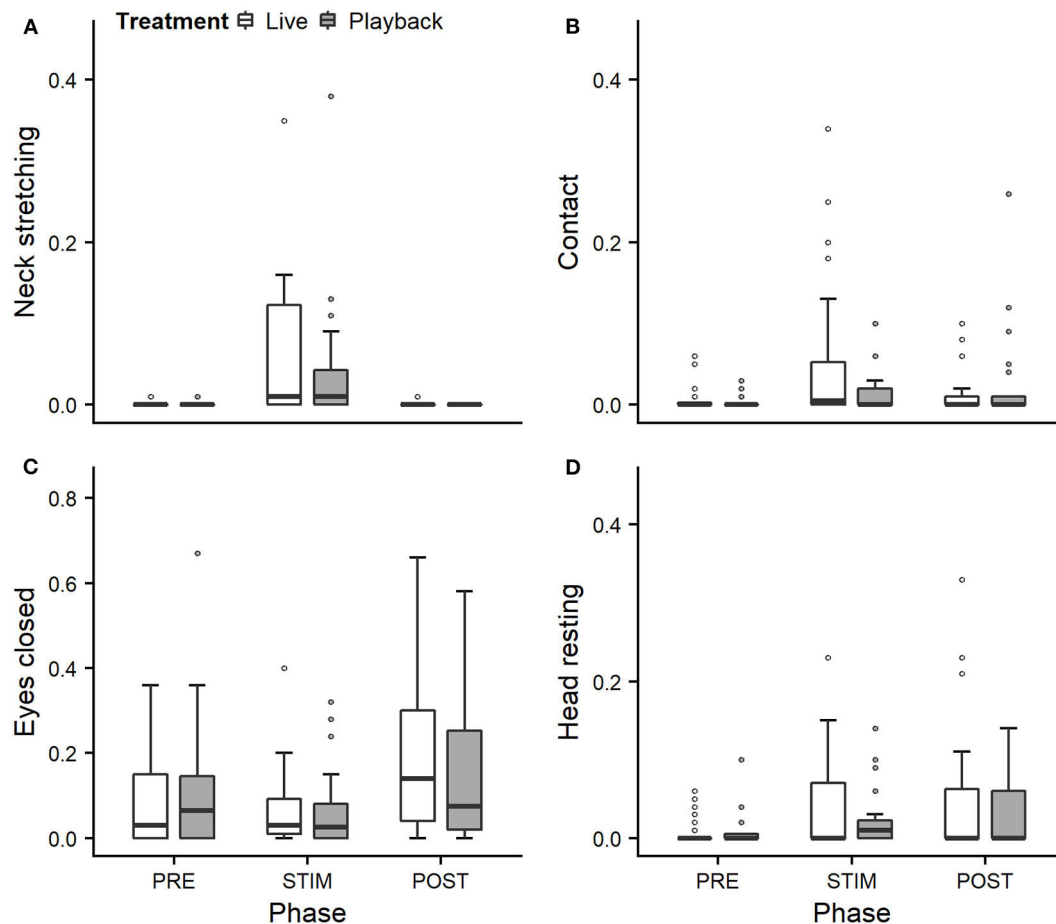 A
Treatment Live Playback
Neck stretching
0.4
0.2
0.0
B
Contact
0.4
0.2
0.0
C
Eyes closed
0.8
0.6
0.4
0.2
0.0
PRE STIM POST
Phase
D
Head resting
0.4
0.2
0.0
PRE STIM POST
Phase